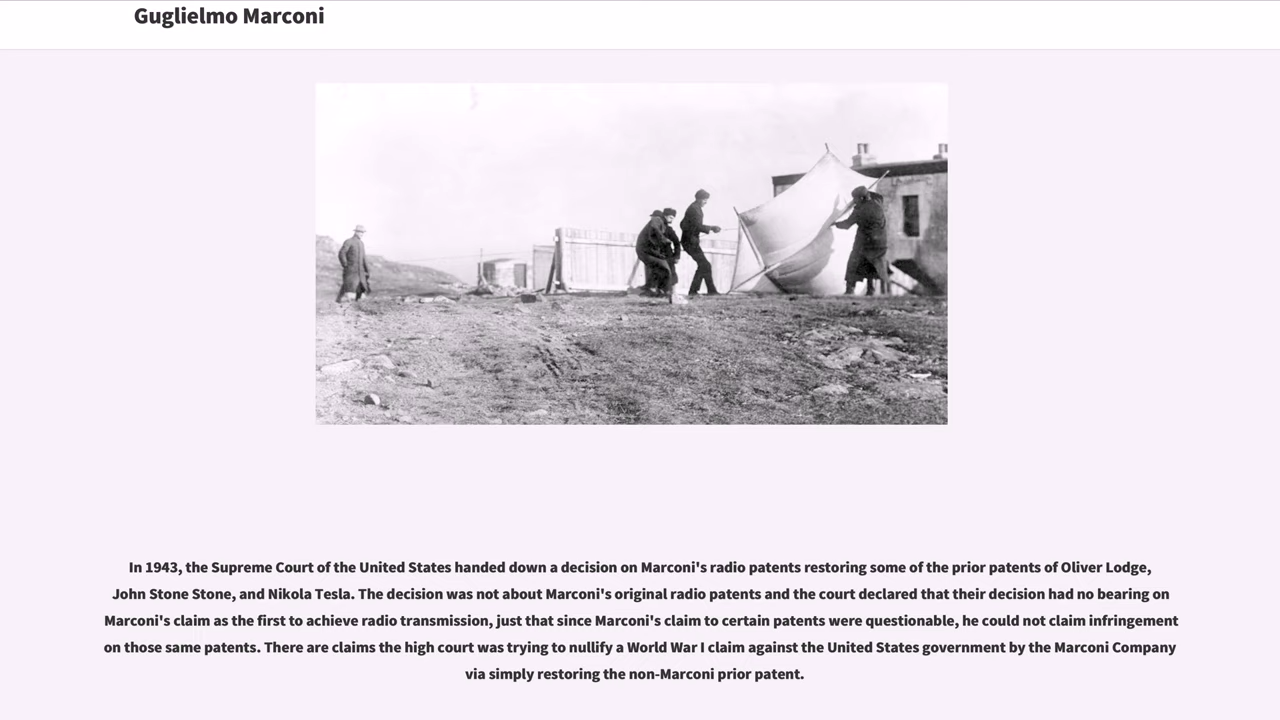 Guglielmo Marconi
In 1943, the Supreme Court of the United States handed down a decision on Marconi's radio patents restoring some of the prior patents of Oliver Lodge,
John Stone Stone, and Nikola Tesla. The decision was not about Marconi's original radio patents and the court declared that their decision had no bearing on
Marconi's claim as the first to achieve radio transmission, just that since Marconi's claim to certain patents were questionable, he could not claim infringement
on those same patents. There are claims the high court was trying to nullify a World War I claim against the United States government by the Marconi Company
via simply restoring the non-Marconi prior patent.